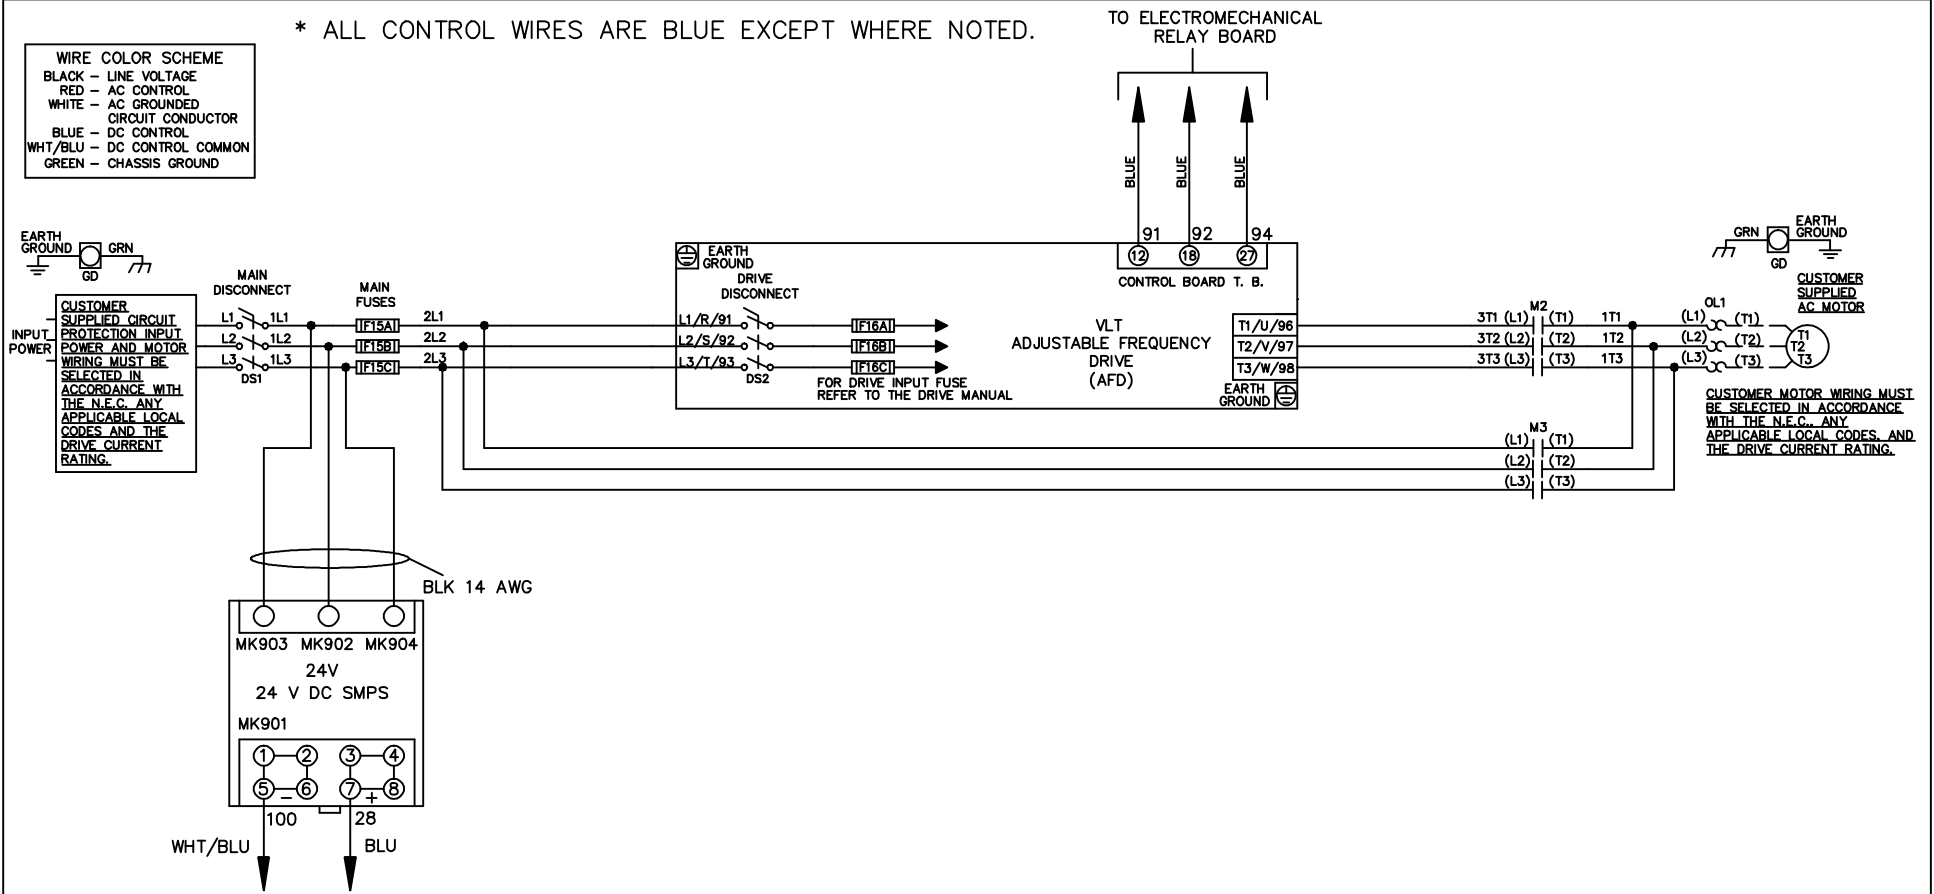 * ALL CONTROL WIRES ARE BLUE EXCEPT WHERE NOTED.
TO ELECTROMECHANICAL
RELAY BOARD
WIRE COLOR SCHEME
BLACK – LINE VOLTAGE
RED – AC CONTROL
WHITE – AC GROUNDED
CIRCUIT CONDUCTOR
BLUE – DC CONTROL
WHT/BLU – DC CONTROL COMMON
GREEN – CHASSIS GROUND
BLUE
BLUE
BLUE
91
92
94
12
18
27
CONTROL BOARD T. B.
EARTH
GROUND
GRN
GD
INPUT
POWER
CUSTOMER
SUPPLIED CIRCUIT
PROTECTION INPUT
POWER AND MOTOR
WIRING MUST BE
SELECTED IN
ACCORDANCE WITH
THE N.E.C. ANY
APPLICABLE LOCAL
CODES AND THE
DRIVE CURRENT
RATING.
MAIN
DISCONNECT
L1 1L1
L2 1L2
L3 1L3
DS1
MAIN
FUSES
F15A
F15B
F15C
2L1
2L2
2L3
EARTH
GROUND
DRIVE
DISCONNECT
L1/R/91
L2/S/92
L3/T/93
DS2
F16A
F16B
F16C
FOR DRIVE INPUT FUSE
REFER TO THE DRIVE MANUAL
VLT
ADJUSTABLE FREQUENCY
DRIVE
(AFD)
T1/U/96
T2/V/97
T3/W/98
EARTH
GROUND
M2
3T1 (L1) (T1) 1T1
3T2 (L2) (T2) 1T2
3T3 (L3) (T3) 1T3
M3
(L1) (T1)
(L2) (T2)
(L3) (T3)
OL1
(L1) (T1)
(L2) (T2)
(L3) (T3)
T1
T2
T3
GRN
EARTH
GROUND
GD
CUSTOMER
SUPPLIED
AC MOTOR
CUSTOMER MOTOR WIRING MUST
BE SELECTED IN ACCORDANCE
WITH THE N.E.C., ANY
APPLICABLE LOCAL CODES, AND
THE DRIVE CURRENT RATING.
BLK 14 AWG
MK903 MK902 MK904
24V
24 V DC SMPS
MK901
1 2 3 4
5 6 7 8
– +
100
28
WHT/BLU
BLU